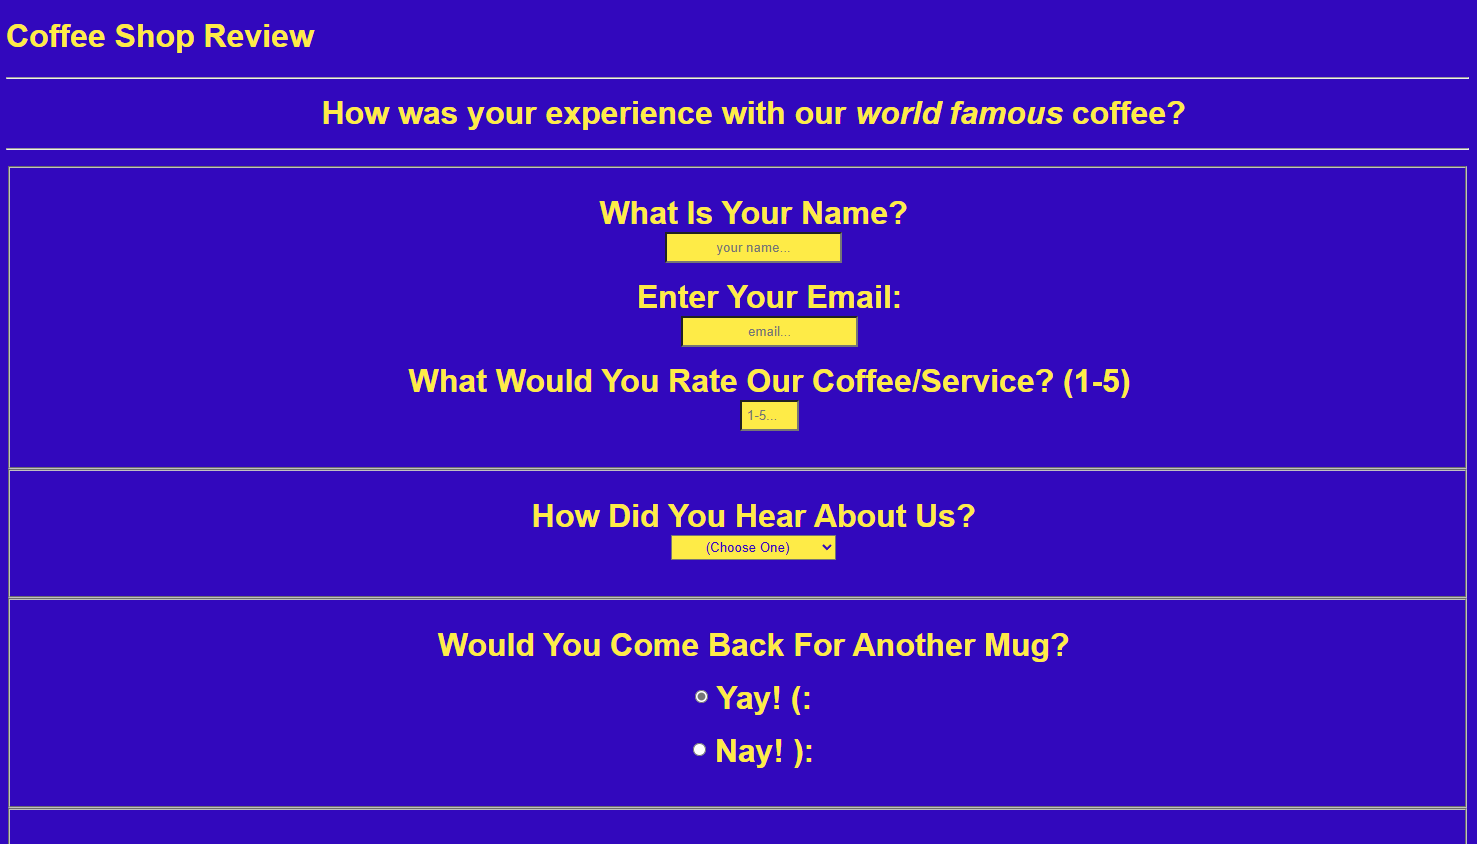 Coffee Shop Review
How was your experience with our world famous coffee?
What Is Your Name?
your name...
Enter Your Email:
email...
What Would You Rate Our Coffee/Service? (1-5)
1-5...
How Did You Hear About Us?
(Choose One)
Would You Come Back For Another Mug?
Yay! (:
Nay! ):